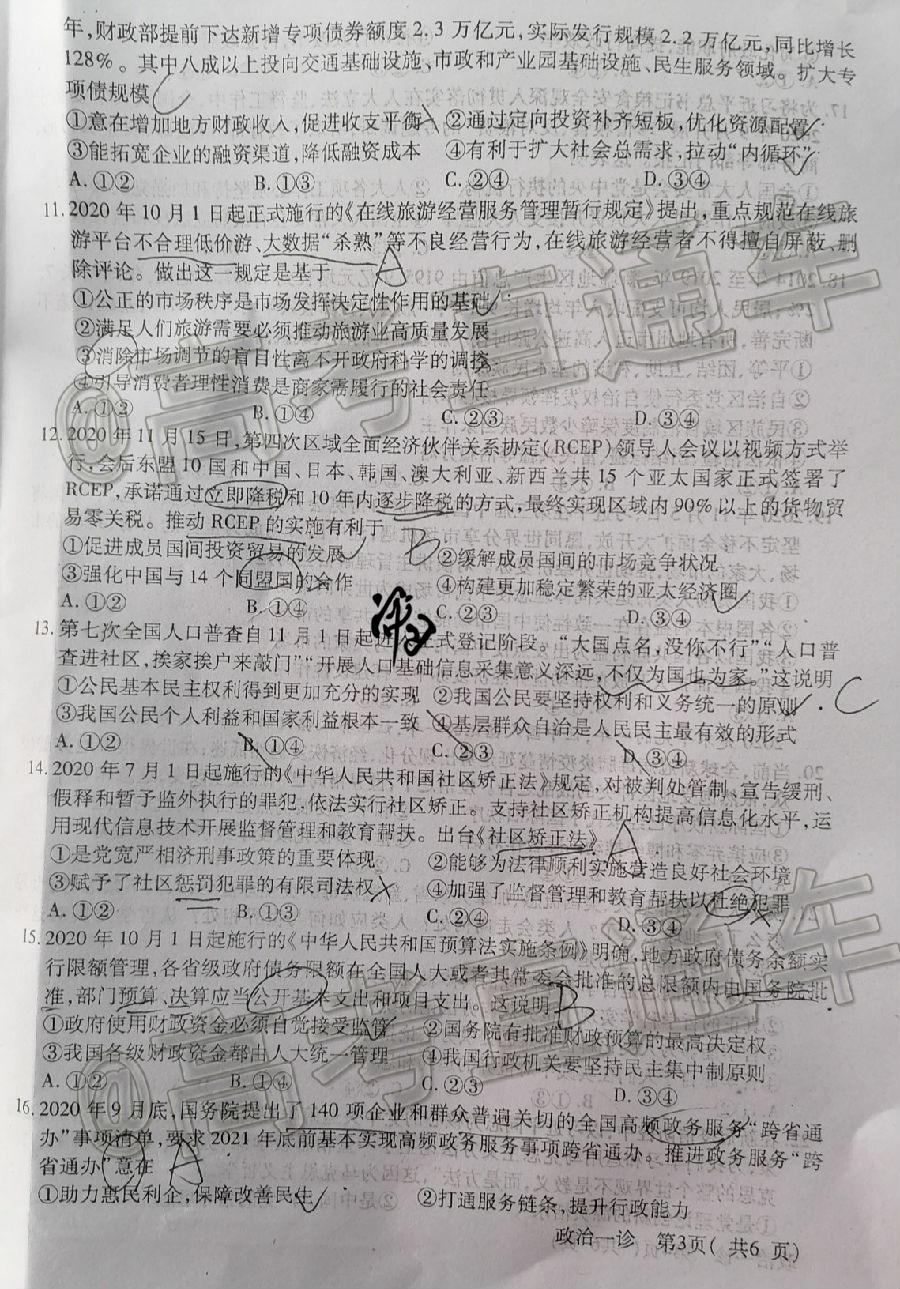 年,财政部提前下达新增专项债券额度2.3万亿元,实际发行规模2.2万亿元,同比增长
128%。其中八成以上投向交通基础设施、市政和产业园基础设施、民生服务领域。扩大专
项债规模
①意在增加地方财政收入,促进收支平衡 ②通过定向投资补齐短板,优化资源配置
③能拓宽企业的融资渠道,降低融资成本 ④有利于扩大社会总需求,拉动“内循环”
A.①② B.①③ C.②④ D.③④
11.2020年10月1日起正式施行的《在线旅游经营服务管理暂行规定》提出,重点规范在线旅
游平台不合理低价游、大数据“杀熟”等不良经营行为,在线旅游经营者不得擅自屏蔽、删
除评论。做出这一规定是基于 A
①公正的市场秩序是市场发挥决定性作用的基础
②满足人们旅游需要必须推动旅游业高质量发展
③消除市场调节的盲目性离不开政府科学的调控
④引导消费者理性消费是商家需履行的社会责任
A.①② B.①④ C.②③ D.③④
12.2020年11月15日,第四次区域全面经济伙伴关系协定(RCEP)领导人会议以视频方式举
行,会后东盟10国和中国、日本、韩国、澳大利亚、新西兰共15个亚太国家正式签署了
RCEP,承诺通过立即降税和10年内逐步降税的方式,最终实现区域内90%以上的货物贸
易零关税。推动RCEP的实施有利于 B
①促进成员国间投资贸易的发展 ②缓解成员国间的市场竞争状况
③强化中国与14个同盟国的合作 ④构建更加稳定繁荣的亚太经济圈
A.①② B.①④ C.②③ D.③④
13.第七次全国人口普查自11月1日起进式登记阶段。“大国点名,没你不行”“人口普
查进社区,挨家挨户来敲门”“开展人口基础信息采集意义深远,不仅为国也为家。”这说明
①公民基本民主权利得到更加充分的实现 ②我国公民要坚持权利和义务统一的原则 C
③我国公民个人利益和国家利益根本一致 ④基层群众自治是人民民主最有效的形式
A.①② B.①④ C.②③ D.③④
14.2020年7月1日起施行的《中华人民共和国社区矫正法》规定,对被判处管制、宣告缓刑、
假释和暂予监外执行的罪犯,依法实行社区矫正。支持社区矫正机构提高信息化水平,运
用现代信息技术开展监督管理和教育帮扶。出台《社区矫正法》 A
①是党宽严相济刑事政策的重要体现 ②能够为法律顺利实施营造良好社会环境
③赋予了社区惩罚犯罪的有限司法权 ④加强了监督管理和教育帮扶以杜绝犯罪
A.①② B.①③ C.②④ D.③④
15.2020年10月1日起施行的《中华人民共和国预算法实施条例》明确,地方政府债务余额实
行限额管理,各省级政府债务限额在全国人大或者其常委会批准的总限额内由国务院批
准,部门预算、决算应当公开基本支出和项目支出。这说明 B
①政府使用财政资金必须自觉接受监管 ②国务院有批准财政预算的最高决定权
③我国各级财政资金都由人大统一管理 ④我国行政机关要坚持民主集中制原则
A.①② B.①④ C.②③ D.③④
16.2020年9月底,国务院提出了140项企业和群众普遍关切的全国高频政务服务“跨省通
办”事项清单,要求2021年底前基本实现高频政务服务事项跨省通办。推进政务服务“跨
省通办”意在 A
①助力惠民利企,保障改善民生 ②打通服务链条,提升行政能力
政治一诊 第3页(共6页)
@高考直通车
@高考直通车